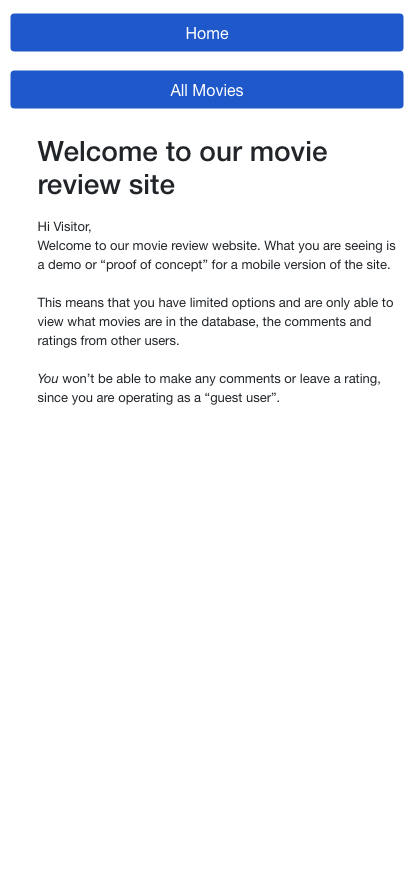 Home
All Movies
Welcome to our movie
review site
Hi Visitor,
Welcome to our movie review website. What you are seeing is
a demo or “proof of concept” for a mobile version of the site.
This means that you have limited options and are only able to
view what movies are in the database, the comments and
ratings from other users.
You won’t be able to make any comments or leave a rating,
since you are operating as a “guest user”.